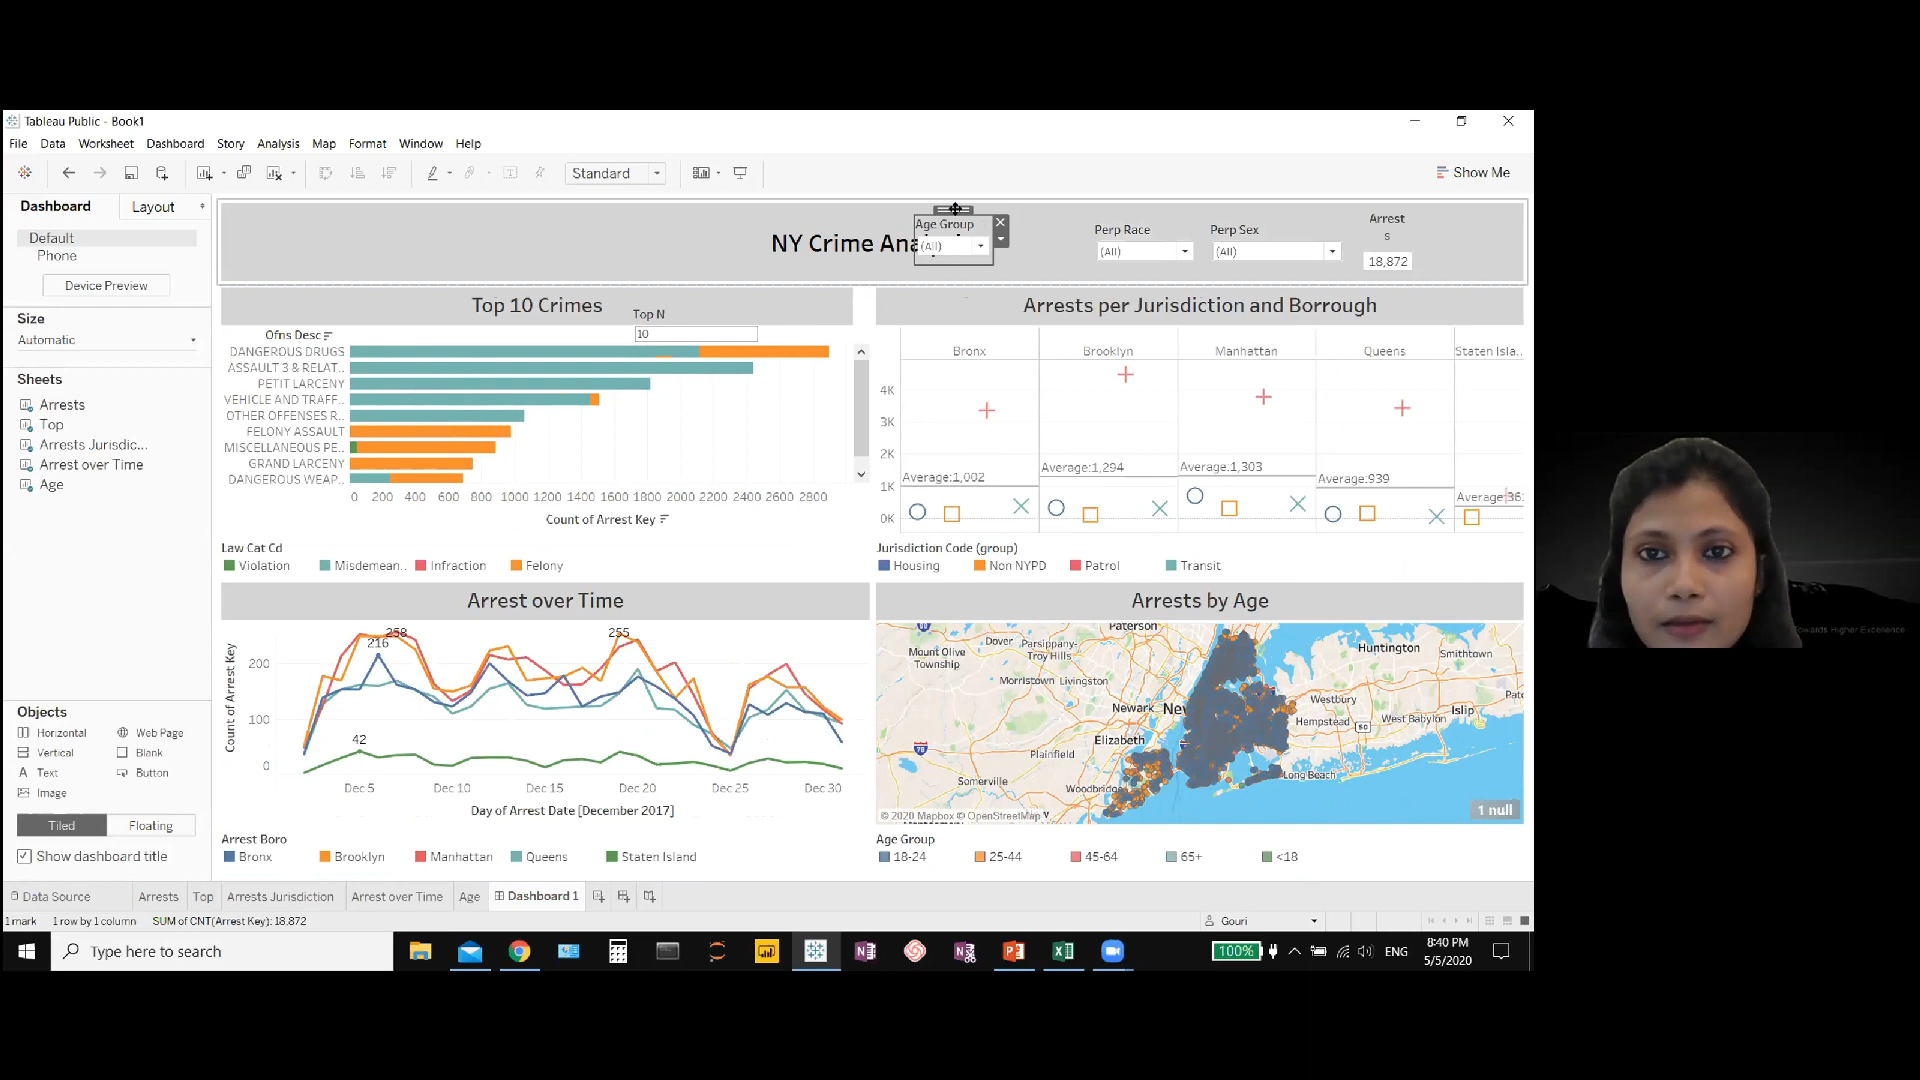 Tableau Public - Book1
File Data Worksheet Dashboard Story Analysis Map Format Window Help
Standard
Show Me
Dashboard Layout
Default
Phone
Device Preview
Size
Automatic
Sheets
Arrests
Top
Arrests Jurisdic...
Arrest over Time
Age
Objects
Horizontal Web Page
Vertical Blank
Text Button
Image
Tiled Floating
Show dashboard title
NY Crime Ana
Age Group
(All)
Perp Race
(All)
Perp Sex
(All)
Arrest
s
18,872
Top 10 Crimes
Top N
10
Ofns Desc
DANGEROUS DRUGS
ASSAULT 3 & RELAT..
PETIT LARCENY
VEHICLE AND TRAFF..
OTHER OFFENSES R..
FELONY ASSAULT
MISCELLANEOUS PE..
GRAND LARCENY
DANGEROUS WEAP..
0 200 400 600 800 1000 1200 1400 1600 1800 2000 2200 2400 2600 2800
Count of Arrest Key
Law Cat Cd
Violation Misdemean.. Infraction Felony
Arrests per Jurisdiction and Borrough
Bronx Brooklyn Manhattan Queens Staten Isla..
4K
3K
2K
1K
0K
Average:1,002
Average:1,294
Average:1,303
Average:939
Average:36
Jurisdiction Code (group)
Housing Non NYPD Patrol Transit
Arrest over Time
Count of Arrest Key
200
100
0
258
216
255
42
Dec 5 Dec 10 Dec 15 Dec 20 Dec 25 Dec 30
Day of Arrest Date [December 2017]
Arrest Boro
Bronx Brooklyn Manhattan Queens Staten Island
Arrests by Age
Paterson
Dover
Parsippany-
Troy Hills
Mount Olive
Township
Morristown
Livingston
Newark
New
Elizabeth
Plainfield
Somerville
Woodbridge
Huntington
Smithtown
Westbury
Hempstead
West Babylon
Islip
Long Beach
80
78
© 2020 Mapbox © OpenStreetMap
1 null
Age Group
18-24 25-44 45-64 65+ <18
Data Source Arrests Top Arrests Jurisdiction Arrest over Time Age Dashboard 1
1 mark 1 row by 1 column SUM of CNT(Arrest Key): 18,872
Gouri
Type here to search
100%
ENG
8:40 PM
5/5/2020
Towards Higher Excellence